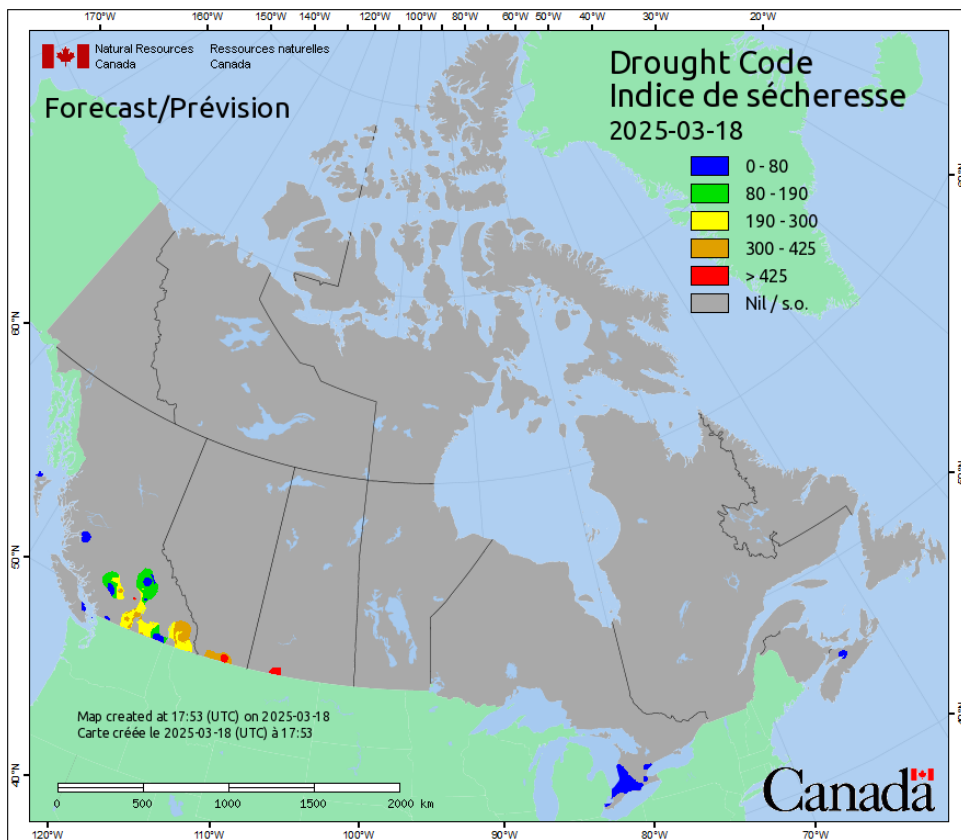 170°W 160°W 150°W 140°W 130°W 120°W 110°W 100°W 90°W 80°W 70°W 60°W 50°W 40°W 30°W 20°W
Natural Resources Ressources naturelles
Canada Canada
Forecast/Prévision
Drought Code
Indice de sécheresse
2025-03-18
0 - 80
80 - 190
190 - 300
300 - 425
> 425
Nil / s.o.
60°N
60°N
50°N
50°N
40°N
40°N
Map created at 17:53 (UTC) on 2025-03-18
Carte créée le 2025-03-18 (UTC) à 17:53
0 500 1000 1500 2000 km
Canada
120°W 110°W 100°W 90°W 80°W 70°W